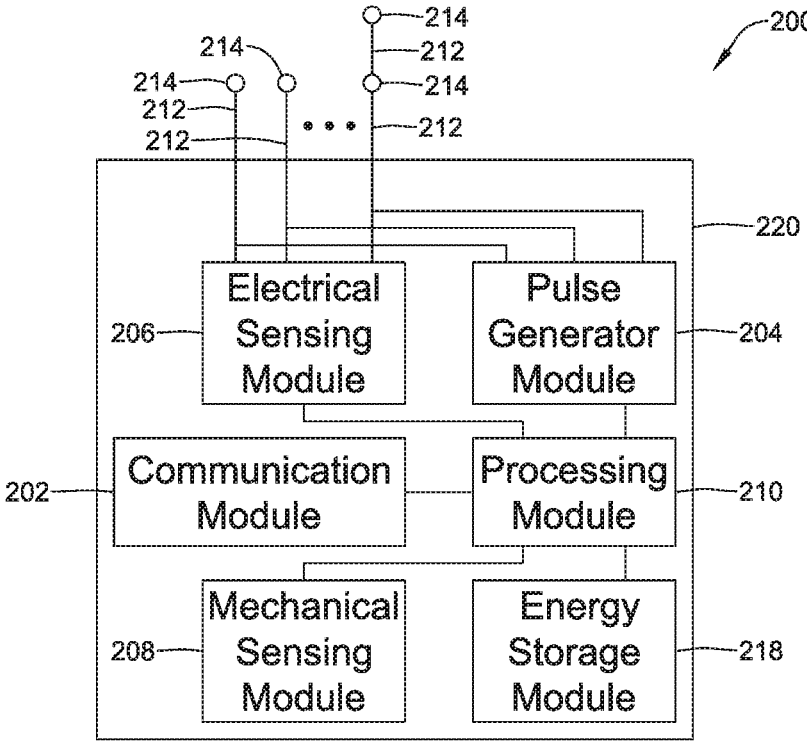 214
200
212
214
214
214
212
212
212
220
Electrical
Sensing
Module
206
Pulse
Generator
Module
204
Communication
Module
202
Processing
Module
210
Mechanical
Sensing
Module
208
Energy
Storage
Module
218